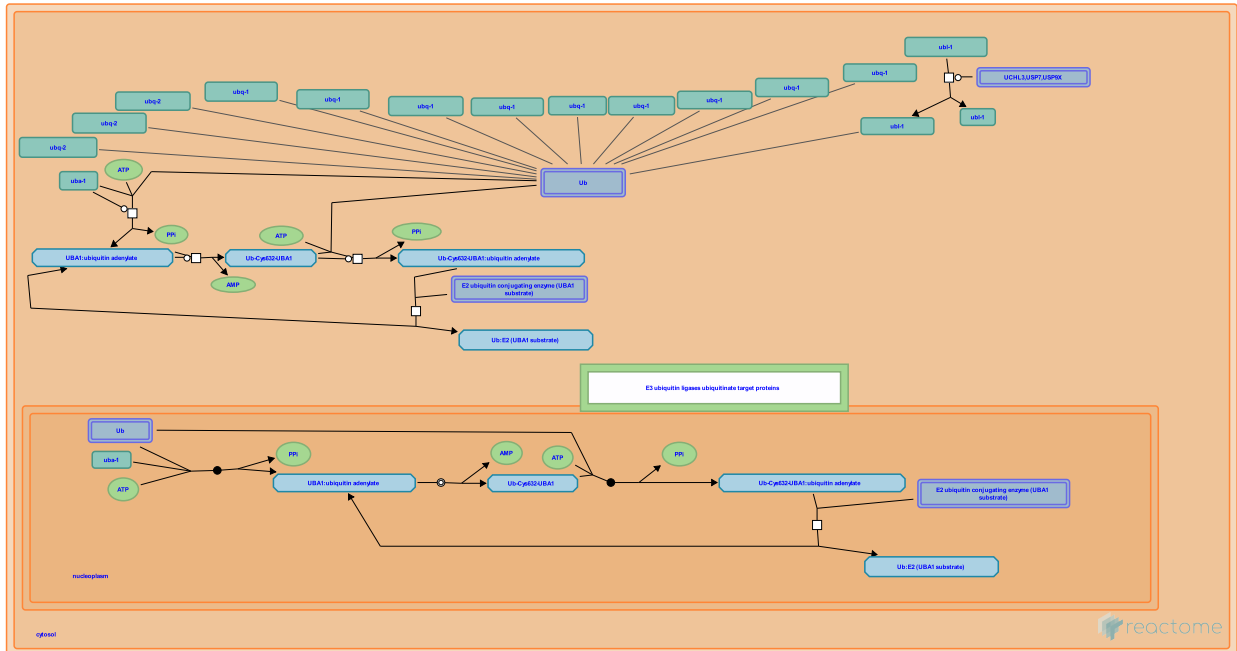 ubl-1
UCHL3,USP7,USP9X
ubq-1
ubq-1
ubq-1
ubq-2
ubq-1
ubq-1
ubq-1
ubq-1
ubq-1
ubq-1
ubl-1
ubq-2
ubl-1
ubq-2
ATP
uba-1
Ub
PPi
ATP
PPi
UBA1:ubiquitin adenylate
Ub-Cys632-UBA1
Ub-Cys632-UBA1:ubiquitin adenylate
AMP
E2 ubiquitin conjugating enzyme (UBA1
substrate)
Ub:E2 (UBA1 substrate)
E3 ubiquitin ligases ubiquitinate target proteins
Ub
uba-1
ATP
PPi
AMP
ATP
PPi
UBA1:ubiquitin adenylate
Ub-Cys632-UBA1
Ub-Cys632-UBA1:ubiquitin adenylate
E2 ubiquitin conjugating enzyme (UBA1
substrate)
Ub:E2 (UBA1 substrate)
nucleoplasm
cytosol
reactome